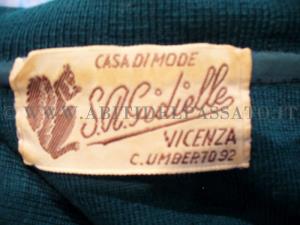 CASA DI MODE
VICENZA
C. UMBERTO 92
WWW.ABITIDELPASSATO.IT